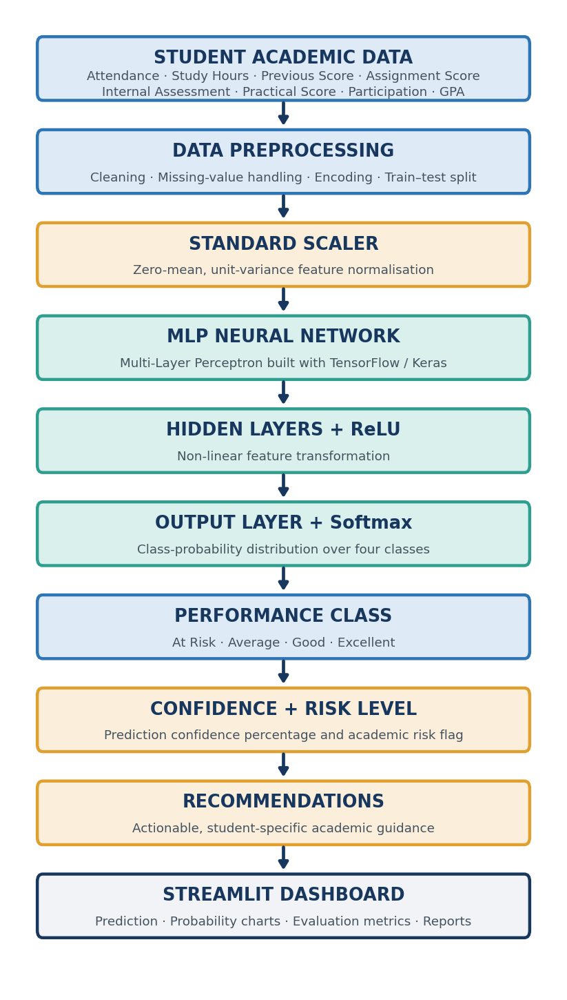 STUDENT ACADEMIC DATA
Attendance · Study Hours · Previous Score · Assignment Score
Internal Assessment · Practical Score · Participation · GPA
DATA PREPROCESSING
Cleaning · Missing-value handling · Encoding · Train–test split
STANDARD SCALER
Zero-mean, unit-variance feature normalisation
MLP NEURAL NETWORK
Multi-Layer Perceptron built with TensorFlow / Keras
HIDDEN LAYERS + ReLU
Non-linear feature transformation
OUTPUT LAYER + Softmax
Class-probability distribution over four classes
PERFORMANCE CLASS
At Risk · Average · Good · Excellent
CONFIDENCE + RISK LEVEL
Prediction confidence percentage and academic risk flag
RECOMMENDATIONS
Actionable, student-specific academic guidance
STREAMLIT DASHBOARD
Prediction · Probability charts · Evaluation metrics · Reports